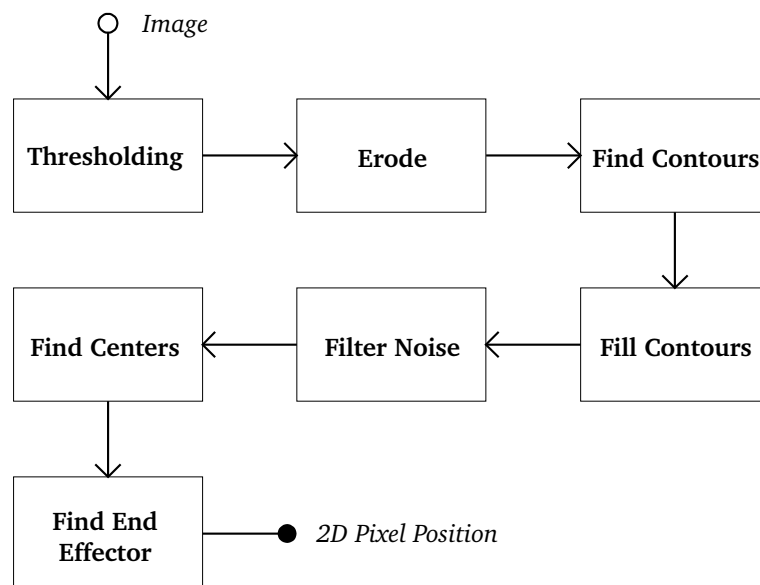 Image
Thresholding
Erode
Find Contours
Find Centers
Filter Noise
Fill Contours
Find End
Effector
2D Pixel Position